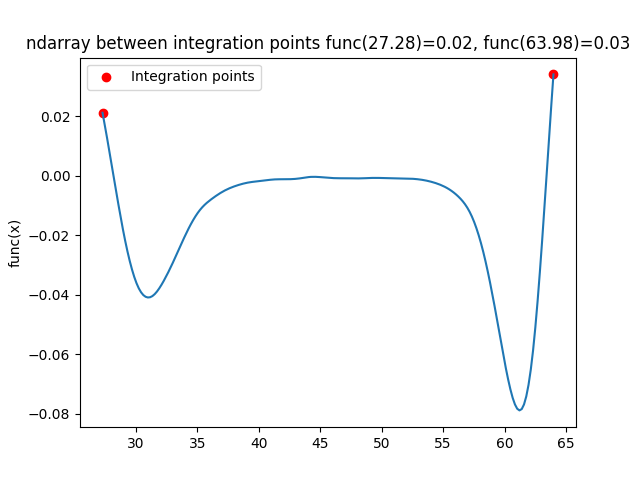 ndarray between integration points func(27.28)=0.02, func(63.98)=0.03
Integration points
func(x)
0.02
0.00
−0.02
−0.04
−0.06
−0.08
30 35 40 45 50 55 60 65